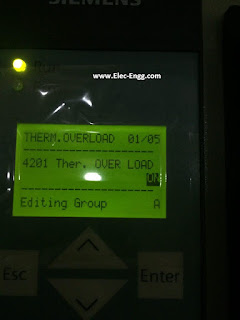 SIEMENS
www.Elec-Engg.com
THERM.OVERLOAD 01/05
4201 Ther. OVER LOAD
Editing Group A
Esc
Enter